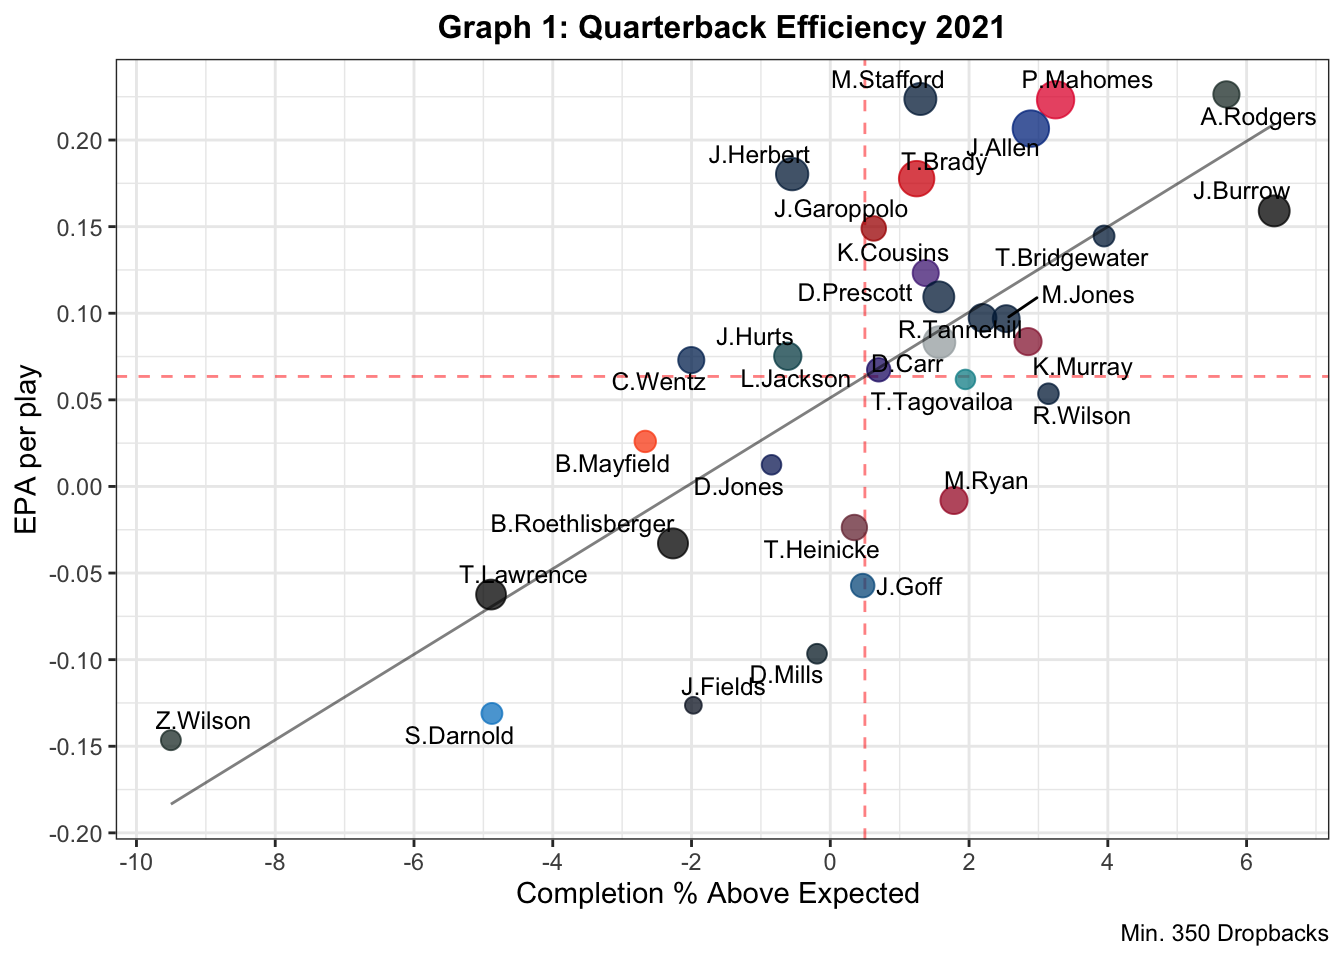 Graph 1: Quarterback Efficiency 2021
M.Stafford
P.Mahomes
A.Rodgers
J.Allen
J.Herbert
T.Brady
J.Burrow
J.Garoppolo
K.Cousins
T.Bridgewater
D.Prescott
M.Jones
R.Tannehill
J.Hurts
D.Carr
K.Murray
C.Wentz
L.Jackson
T.Tagovailoa
R.Wilson
B.Mayfield
D.Jones
M.Ryan
B.Roethlisberger
T.Heinicke
T.Lawrence
J.Goff
D.Mills
J.Fields
Z.Wilson
S.Darnold
EPA per play
0.20
0.15
0.10
0.05
0.00
-0.05
-0.10
-0.15
-0.20
-10 -8 -6 -4 -2 0 2 4 6
Completion % Above Expected
Min. 350 Dropbacks